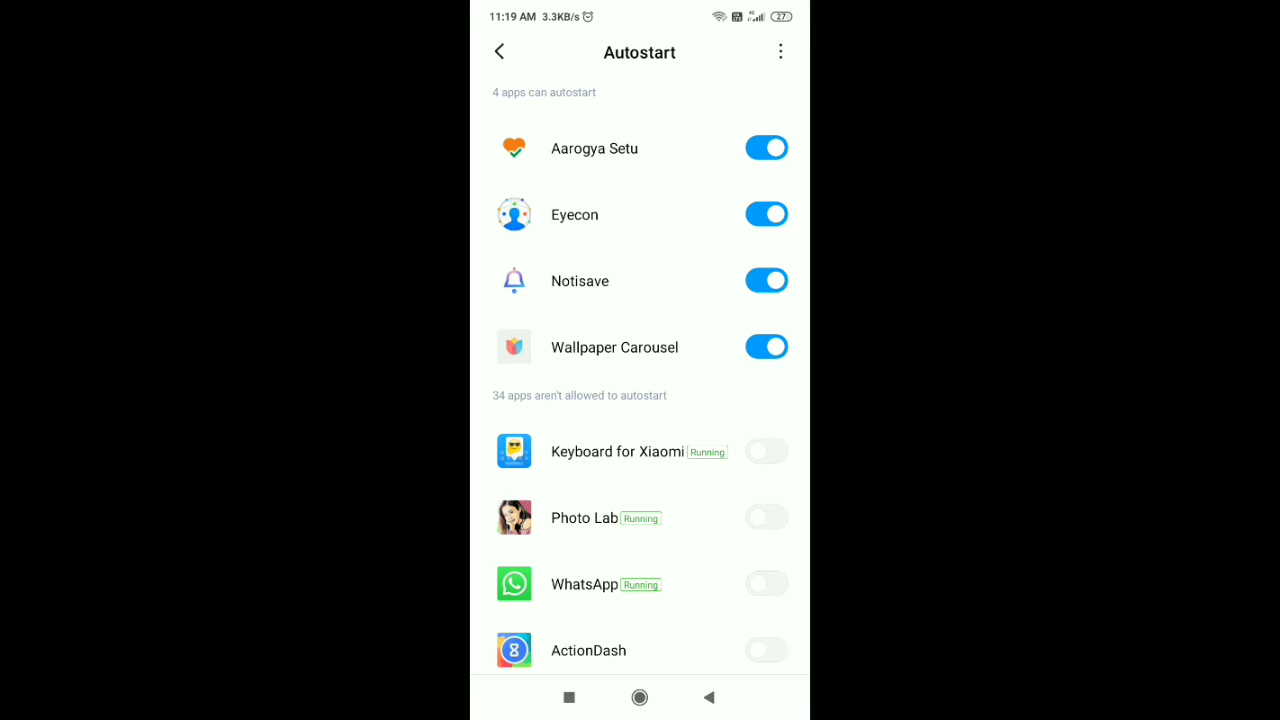 11:19 AM 3.3KB/s 27
Autostart
4 apps can autostart
Aarogya Setu
Eyecon
Notisave
Wallpaper Carousel
34 apps aren't allowed to autostart
Keyboard for Xiaomi Running
Photo Lab Running
WhatsApp Running
ActionDash